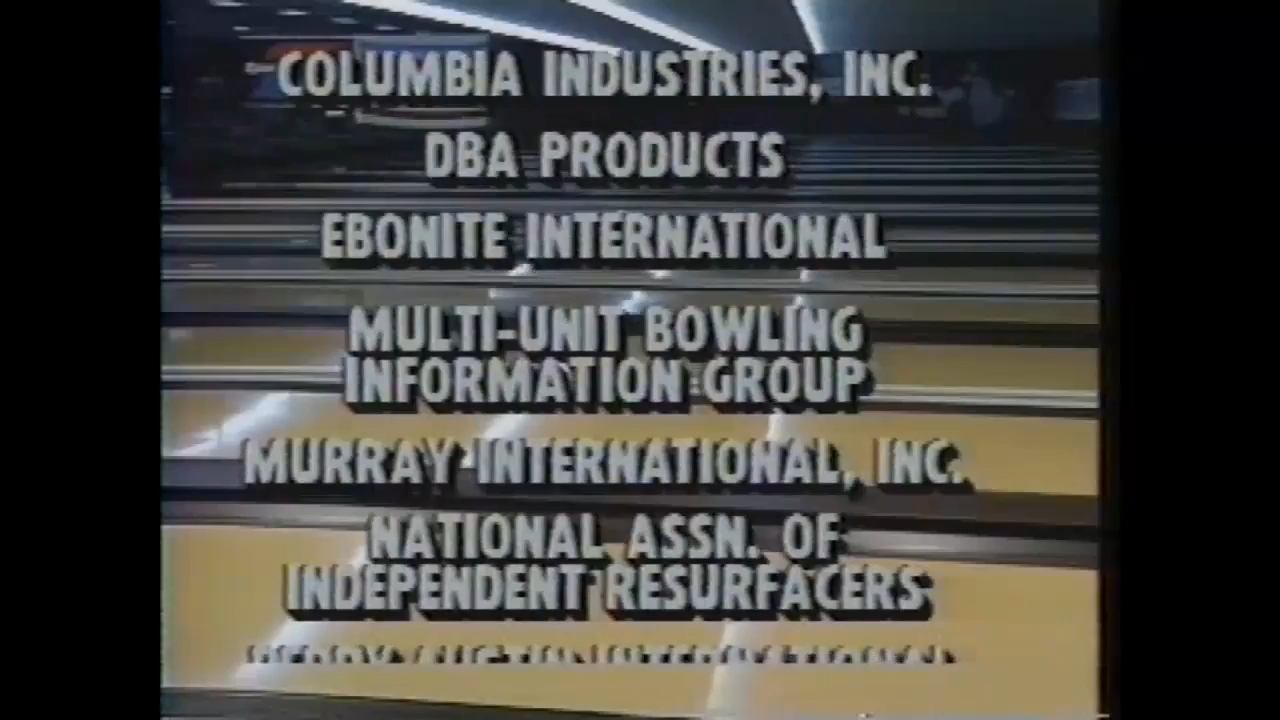 COLUMBIA INDUSTRIES, INC.
DBA PRODUCTS
EBONITE INTERNATIONAL
MULTI-UNIT BOWLING
INFORMATION GROUP
MURRAY INTERNATIONAL, INC.
NATIONAL ASSN. OF
INDEPENDENT RESURFACERS